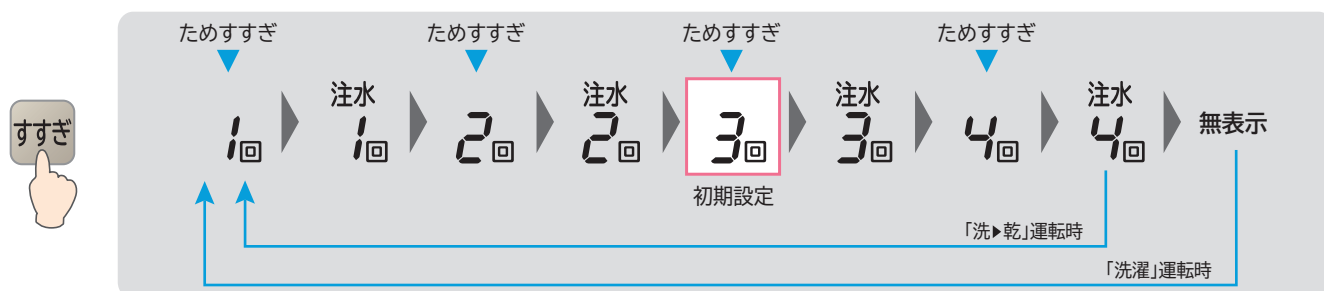 ためすすぎ ためすすぎ ためすすぎ ためすすぎ
すすぎ
1回 注水 1回 2回 注水 2回 3回 注水 3回 4回 注水 4回 無表示
初期設定
「洗▶乾」運転時
「洗濯」運転時